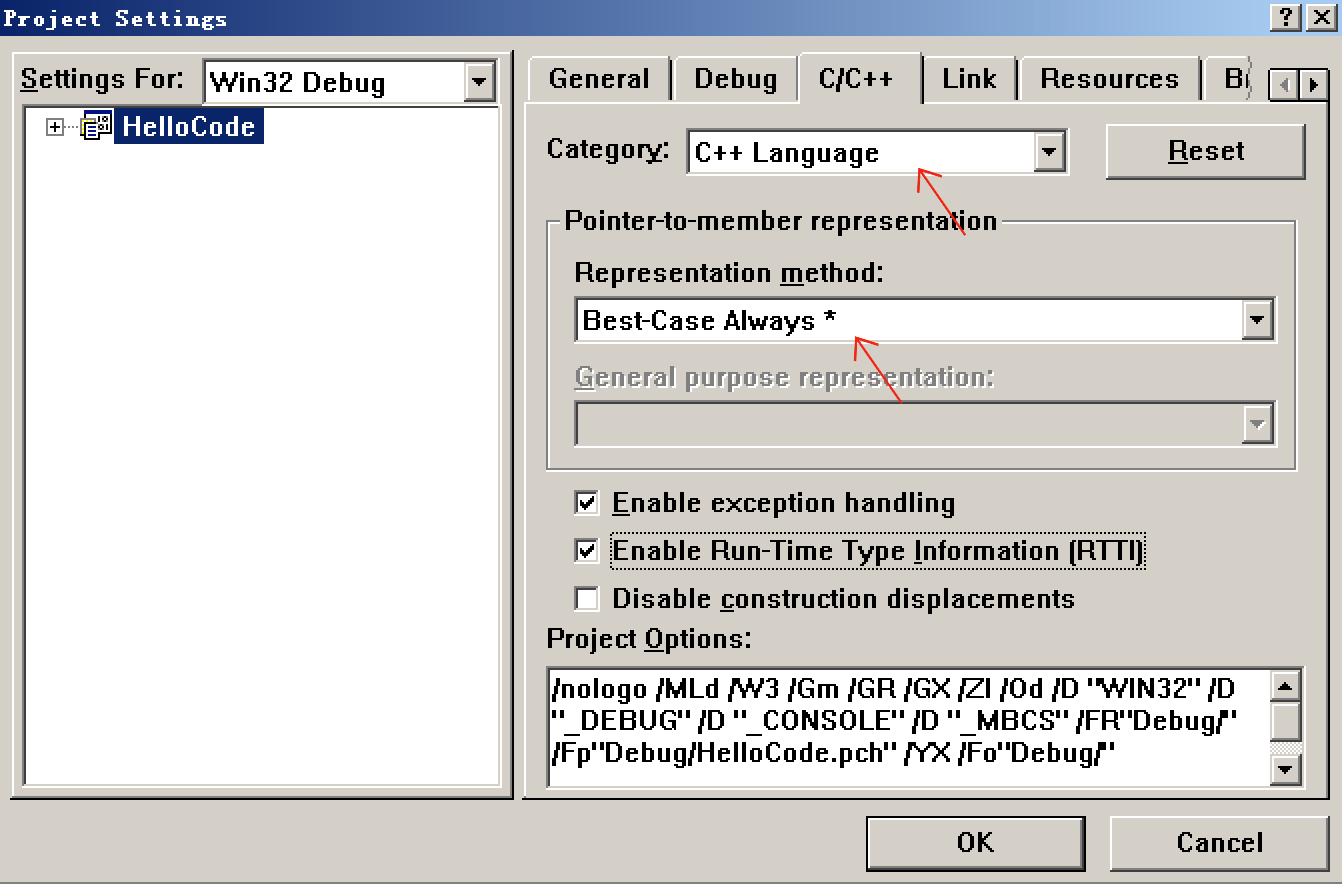 Project Settings
Settings For: Win32 Debug
HelloCode
General Debug C/C++ Link Resources
Category: C++ Language Reset
Pointer-to-member representation
Representation method:
Best-Case Always *
General purpose representation:
Enable exception handling
Enable Run-Time Type Information (RTTI)
Disable construction displacements
Project Options:
/nologo /MLd /W3 /Gm /GR /GX /ZI /Od /D "WIN32" /D
"_DEBUG" /D "_CONSOLE" /D "_MBCS" /FR"Debug/"
/Fp"Debug/HelloCode.pch" /YX /Fo"Debug/"
OK Cancel